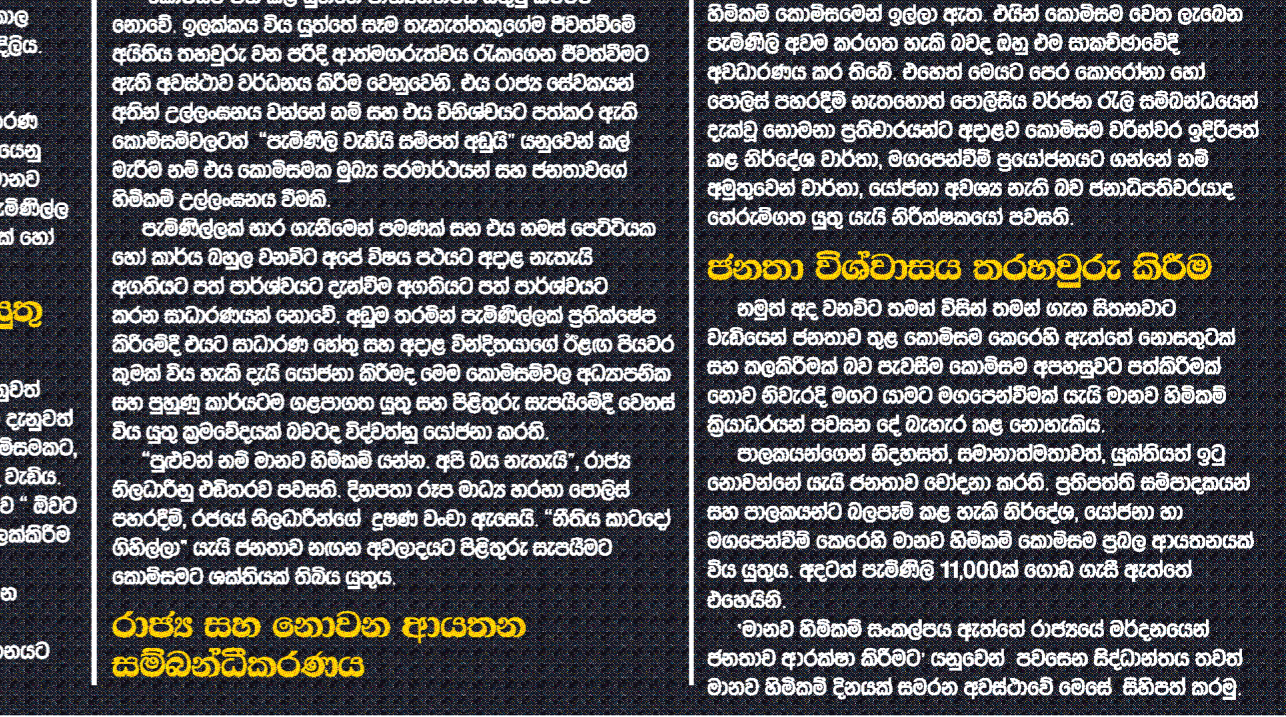 කාල
දිලිය.
රණ
යෙනු
මානව
මිණිල්ල
ක් හෝ
යුතු
නුවත්
දැනුවත්
මිසමකට,
වැඩිය.
ව “ ඕවට
ලක්කිරීම
න
නයට
නොවේ. ඉලක්කය විය යුත්තේ සෑම තැනැත්තකුගේම ජීවත්වීමේ
අයිතිය තහවුරු වන පරිදි ආත්මගරුත්වය රැකගෙන ජීවත්වීමට
ඇති අවස්ථාව වර්ධනය කිරීම වෙනුවෙනි. එය රාජ්‍ය සේවකයන්
අතින් උල්ලංඝනය වන්නේ නම් සහ එය විනිශ්චයට පත්කර ඇති
කොමිසම්වලටත් “පැමිණිලි වැඩියි සම්පත් අඩුයි” යනුවෙන් කල්
මැරීම නම් එය කොමිසමක මුඛ්‍ය පරමාර්ථයන් සහ ජනතාවගේ
හිමිකම් උල්ලංඝනය වීමකි.
පැමිණිල්ලක් භාර ගැනීමෙන් පමණක් සහ එය හමස් පෙට්ටියක
හෝ කාර්ය බහුල වනවිට අපේ විෂය පථයට අදාළ නැතැයි
අගතියට පත් පාර්ශ්වයට දැන්වීම අගතියට පත් පාර්ශ්වයට
කරන සාධාරණයක් නොවේ. අඩුම තරමින් පැමිණිල්ලක් ප්‍රතික්ෂේප
කිරීමේදී එයට සාධාරණ හේතු සහ අදාළ වින්දිතයාගේ ඊළඟ පියවර
කුමක් විය හැකි දැයි යෝජනා කිරීමද මෙම කොමිසම්වල අධ්‍යාපනික
සහ පුහුණු කාර්යටම ගළපාගත යුතු සහ පිළිතුරු සැපයීමේදී වෙනස්
විය යුතු ක්‍රමවේදයක් බවටද විද්වත්හු යෝජනා කරති.
“පුළුවන් නම් මානව හිමිකම් යන්න. අපි බය නැතැයි”, රාජ්‍ය
නිලධාරීහු එඩිතරව පවසති. දිනපතා රූප මාධ්‍ය හරහා පොලිස්
පහරදීම්, රජයේ නිලධාරීන්ගේ දූෂණ වංචා ඇසෙයි. “නීතිය කාටදෝ
ගිහිල්ලා” යැයි ජනතාව නඟන අවලාදයට පිළිතුරු සැපයීමට
කොමිසමට ශක්තියක් තිබිය යුතුය.
රාජ්‍ය සහ නොවන ආයතන
සම්බන්ධීකරණය
හිමිකම් කොමිසමෙන් ඉල්ලා ඇත. එයින් කොමිසම වෙත ලැබෙන
පැමිණිලි අවම කරගත හැකි බවද ඔහු එම සාකච්ඡාවේදී
අවධාරණය කර තිබේ. එහෙත් මෙයට පෙර කොරෝනා හෝ
පොලිස් පහරදීම් නැතහොත් පොලීසිය වර්ජන රැලි සම්බන්ධයෙන්
දැක්වූ නොමනා ප්‍රතිචාරයන්ට අදාළව කොමිසම වරින්වර ඉදිරිපත්
කළ නිර්දේශ වාර්තා, මගපෙන්වීම් ප්‍රයෝජනයට ගන්නේ නම්
අමුතුවෙන් වාර්තා, යෝජනා අවශ්‍ය නැති බව ජනාධිපතිවරයාද
තේරුම්ගත යුතු යැයි නිරීක්ෂකයෝ පවසති.
ජනතා විශ්වාසය තරහවුරු කිරීම
නමුත් අද වනවිට තමන් විසින් තමන් ගැන සිතනවාට
වැඩියෙන් ජනතාව තුළ කොමිසම කෙරෙහි ඇත්තේ නොසතුටක්
සහ කලකිරීමක් බව පැවසීම කොමිසම අපහසුවට පත්කිරීමක්
නොව නිවැරදි මගට යාමට මගපෙන්වීමක් යැයි මානව හිමිකම්
ක්‍රියාධරයන් පවසන දේ බැහැර කළ නොහැකිය.
පාලකයන්ගෙන් නිදහසත්, සමානාත්මතාවත්, යුක්තියත් ඉටු
නොවන්නේ යැයි ජනතාව චෝදනා කරති. ප්‍රතිපත්ති සම්පාදකයන්
සහ පාලකයන්ට බලපෑම් කළ හැකි නිර්දේශ, යෝජනා හා
මගපෙන්වීම් කෙරෙහි මානව හිමිකම් කොමිසම ප්‍රබල ආයතනයක්
විය යුතුය. අදටත් පැමිණිලි 11,000ක් ගොඩ ගැසී ඇත්තේ
එහෙයිනි.
‘මානව හිමිකම් සංකල්පය ඇත්තේ රාජ්‍යයේ මර්දනයෙන්
ජනතාව ආරක්ෂා කිරීමට’ යනුවෙන් පවසෙන සිද්ධාන්තය තවත්
මානව හිමිකම් දිනයක් සමරන අවස්ථාවේ මෙසේ සිහිපත් කරමු.